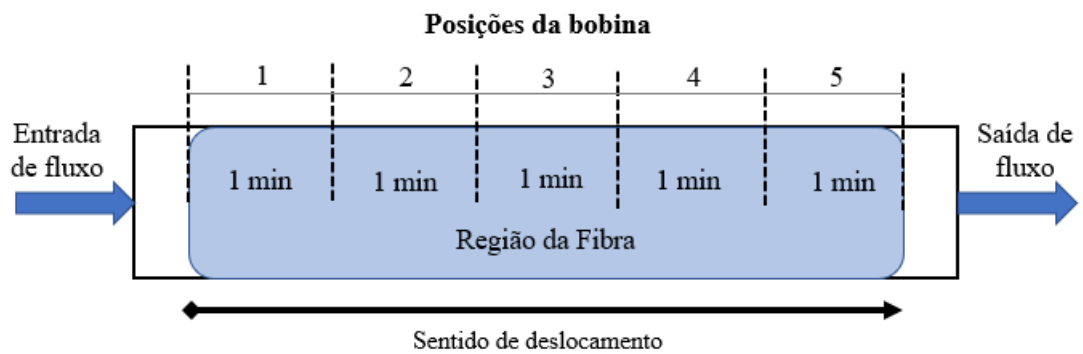 Posições da bobina
1 2 3 4 5
Entrada
de fluxo
Saída de
fluxo
1 min 1 min 1 min 1 min 1 min
Região da Fibra
Sentido de deslocamento